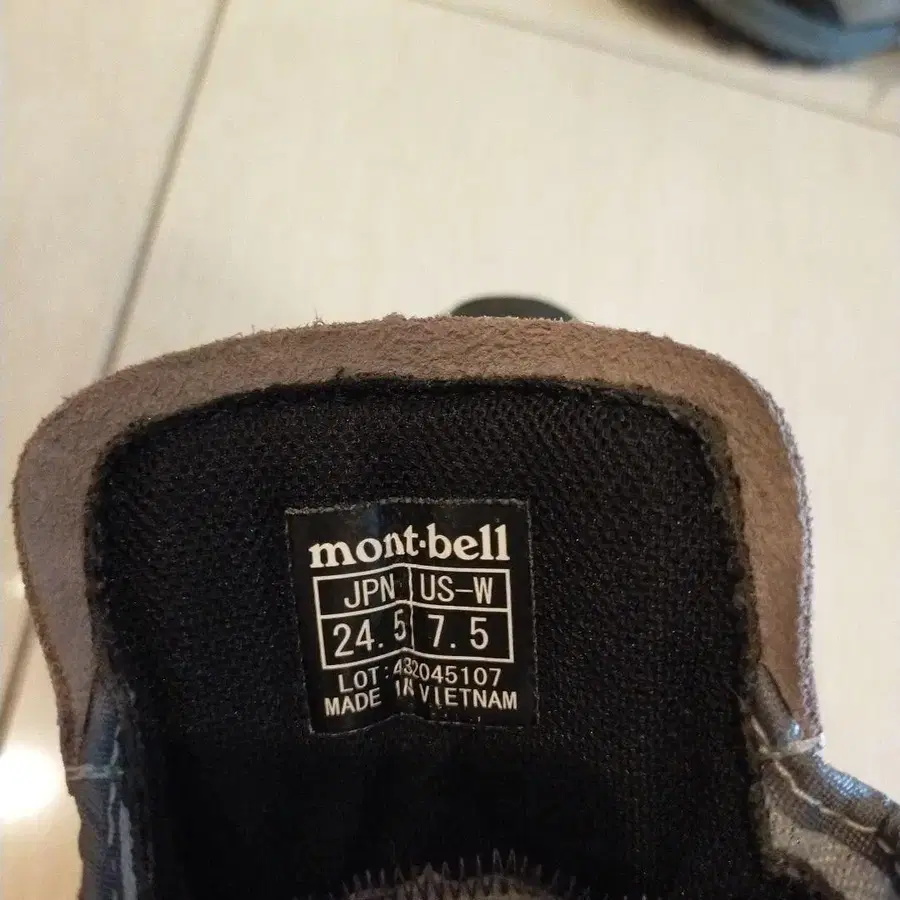 mont·bell
JPN US-W
24.5 7.5
LOT:432045107
MADE IN VIETNAM